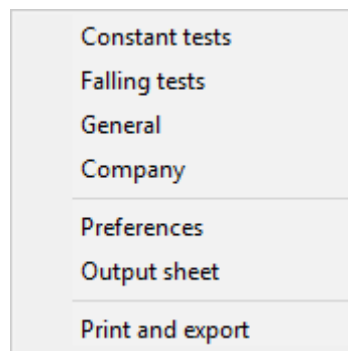 Constant tests
Falling tests
General
Company
Preferences
Output sheet
Print and export